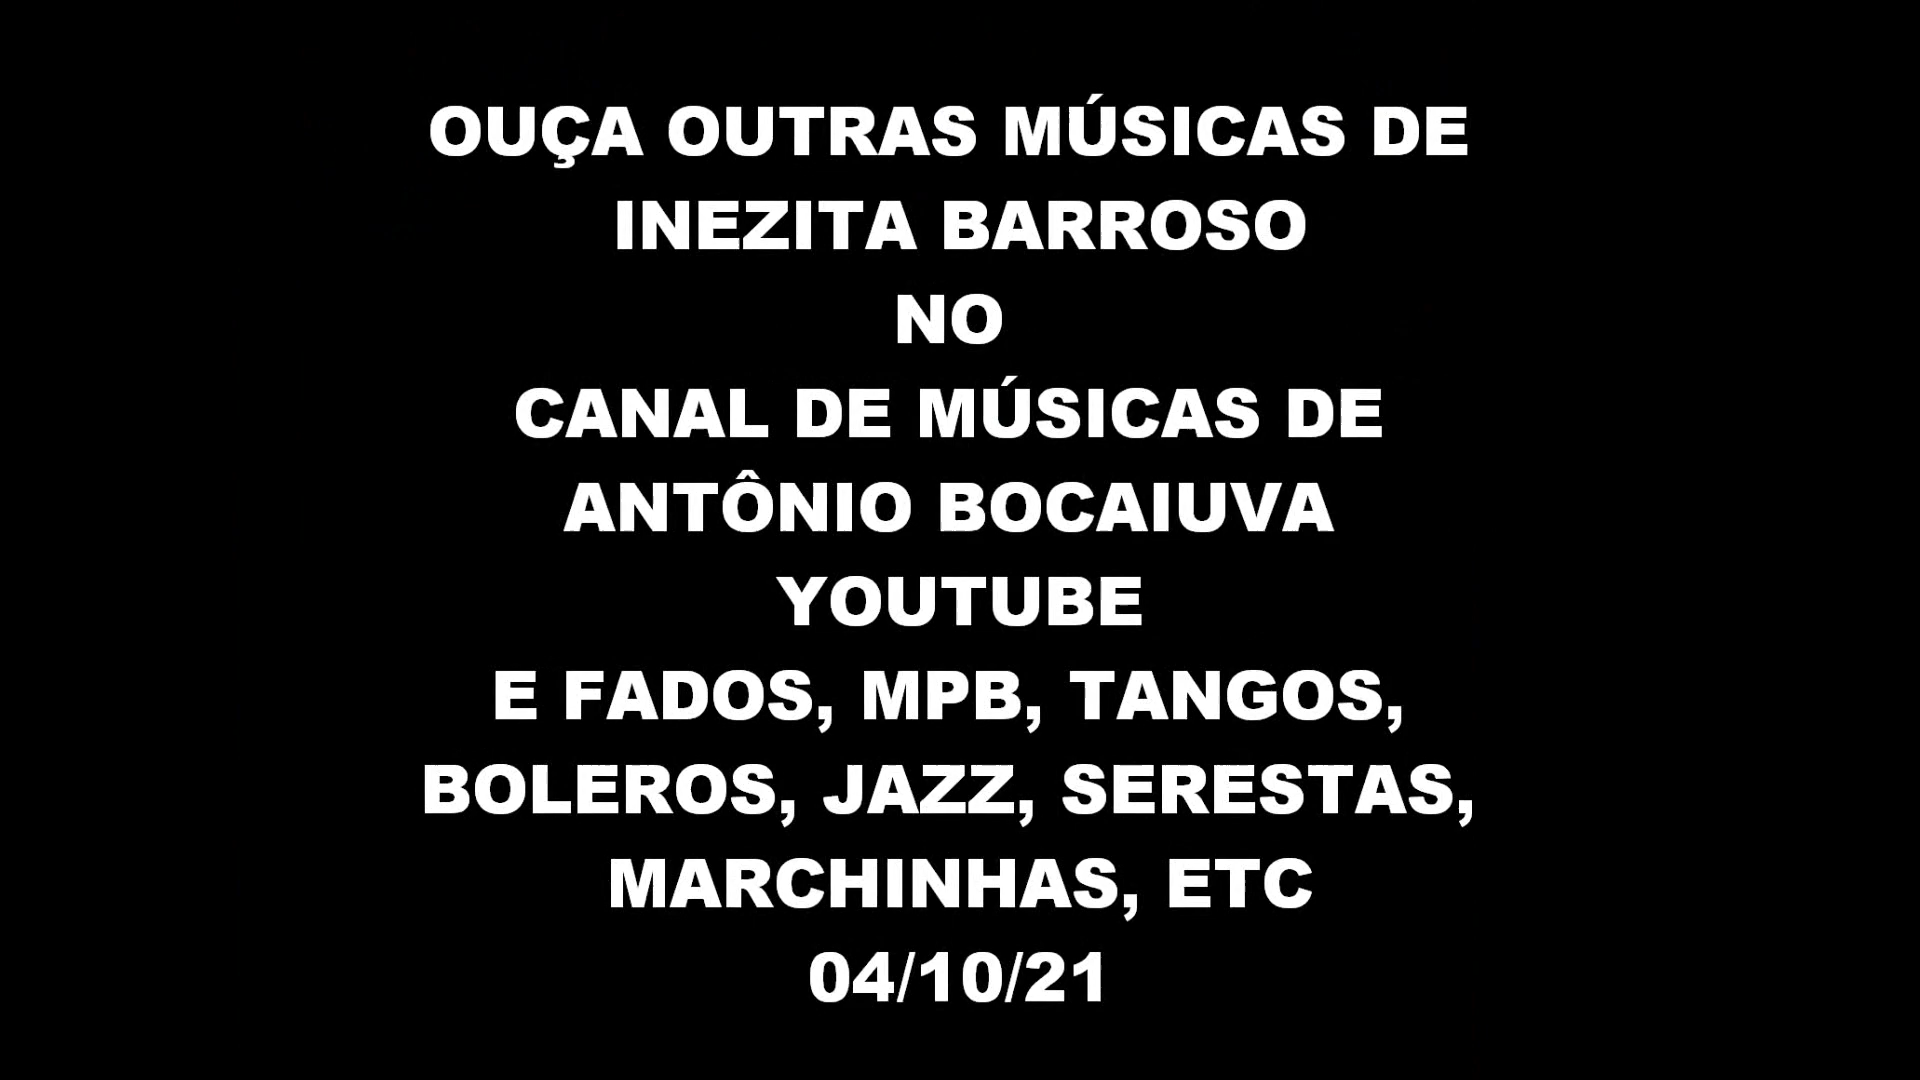 OUÇA OUTRAS MÚSICAS DE
INEZITA BARROSO
NO
CANAL DE MÚSICAS DE
ANTÔNIO BOCAIUVA
YOUTUBE
E FADOS, MPB, TANGOS,
BOLEROS, JAZZ, SERESTAS,
MARCHINHAS, ETC
04/10/21